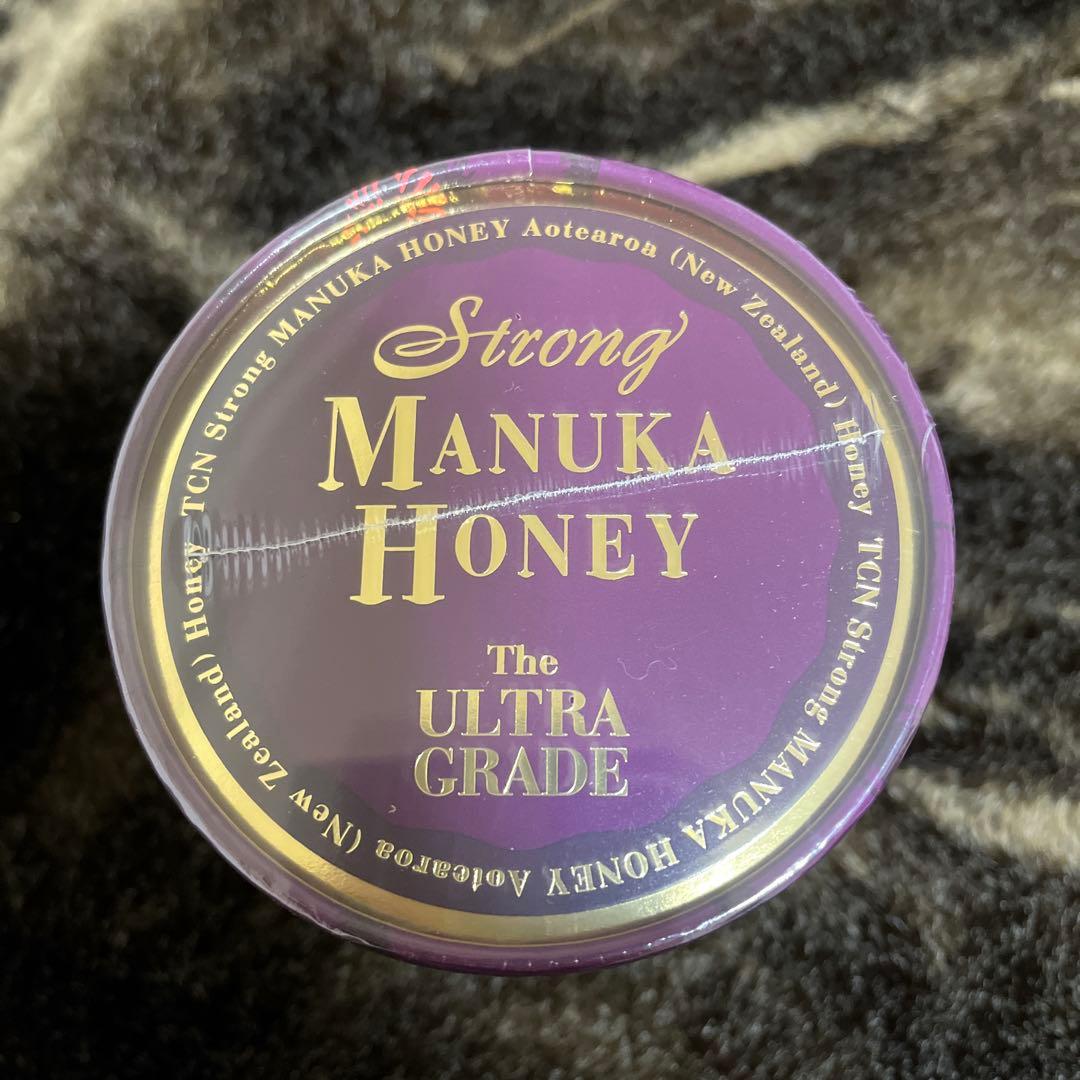 Strong
MANUKA
HONEY
The
ULTRA
GRADE
TCN Strong MANUKA HONEY Aotearoa (New Zealand) Honey TCN Strong MANUKA HONEY Aotearoa (New Zealand) Honey